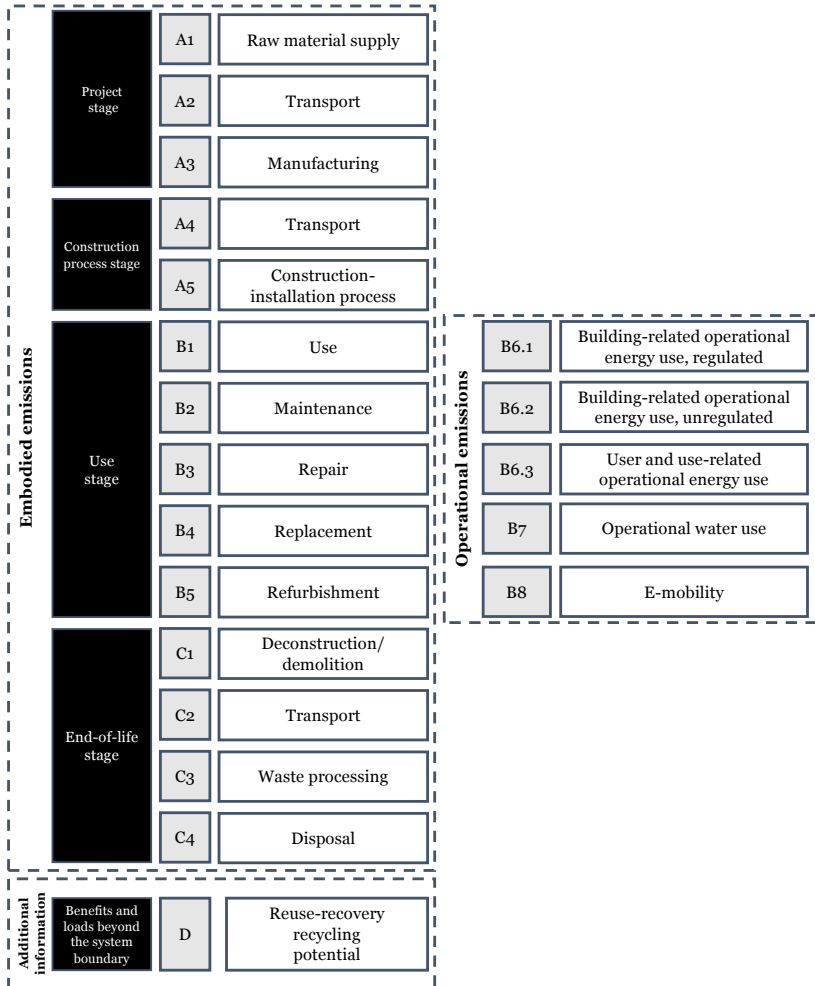 Embodied emissions
Project
stage
A1
Raw material supply
A2
Transport
A3
Manufacturing
Construction
process stage
A4
Transport
A5
Construction-
installation process
Use
stage
B1
Use
B2
Maintenance
B3
Repair
B4
Replacement
B5
Refurbishment
End-of-life
stage
C1
Deconstruction/
demolition
C2
Transport
C3
Waste processing
C4
Disposal
Operational emissions
B6.1
Building-related operational
energy use, regulated
B6.2
Building-related operational
energy use, unregulated
B6.3
User and use-related
operational energy use
B7
Operational water use
B8
E-mobility
Additional
information
Benefits and
loads beyond
the system
boundary
D
Reuse-recovery
recycling
potential